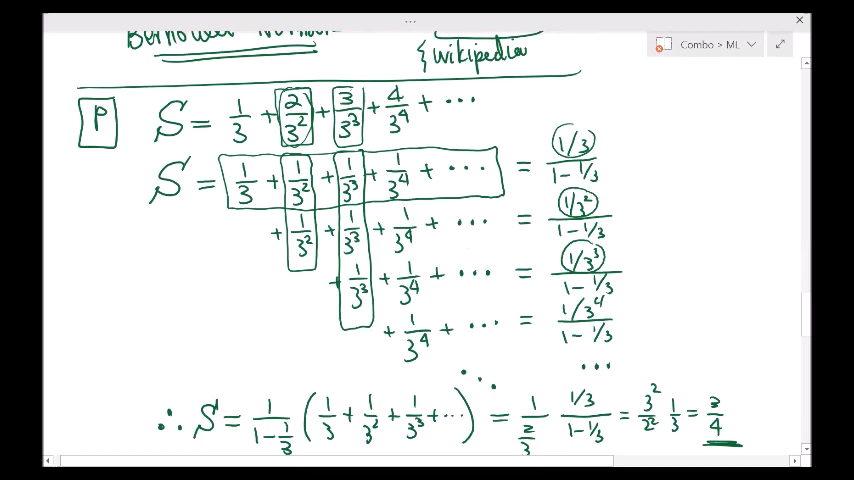 Bernoulli Number
{ Wikipedia
Combo > ML
P S = 1/3 + 2/3² + 3/3³ + 4/3⁴ + ...
S = 1/3 + 1/3² + 1/3³ + 1/3⁴ + ... = (1/3)/(1 - 1/3)
+ 1/3² + 1/3³ + 1/3⁴ + ... = (1/3²)/(1 - 1/3)
+ 1/3³ + 1/3⁴ + ... = (1/3³)/(1 - 1/3)
+ 1/3⁴ + ... = (1/3⁴)/(1 - 1/3)
⋱ ...
∴ S = 1/(1 - 1/3) (1/3 + 1/3² + 1/3³ + ...) = 1/(2/3) (1/3)/(1 - 1/3) = 3²/2² 1/3 = 3/4